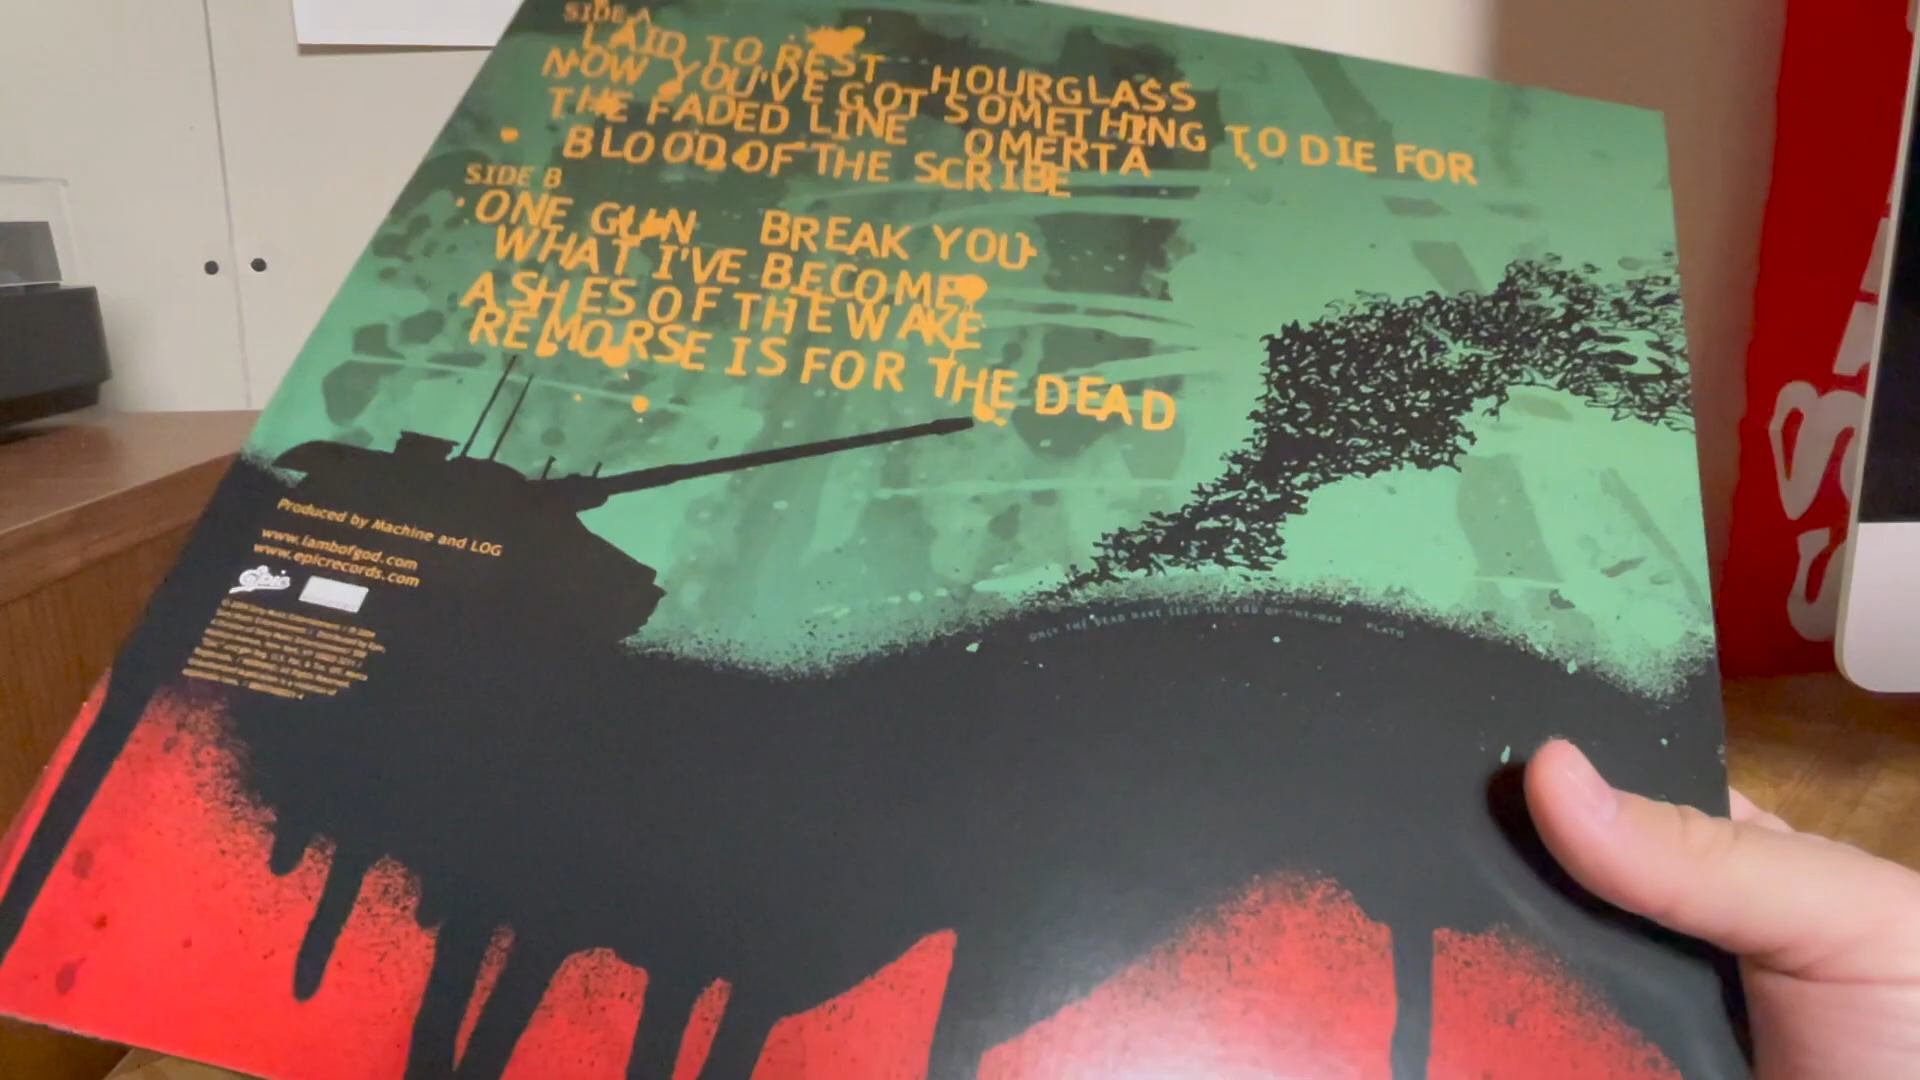 SIDE A
LAID TO REST HOURGLASS
NOW YOU'VE GOT SOMETHING TO DIE FOR
THE FADED LINE OMERTA
BLOOD OF THE SCRIBE
SIDE B
ONE GUN BREAK YOU
WHAT I'VE BECOME
ASHES OF THE WAKE
REMORSE IS FOR THE DEAD
Produced by Machine and LOG
www.lambofgod.com
www.epicrecords.com
Epic
ONLY THE DEAD HAVE SEEN THE END OF THE WAR PLATO